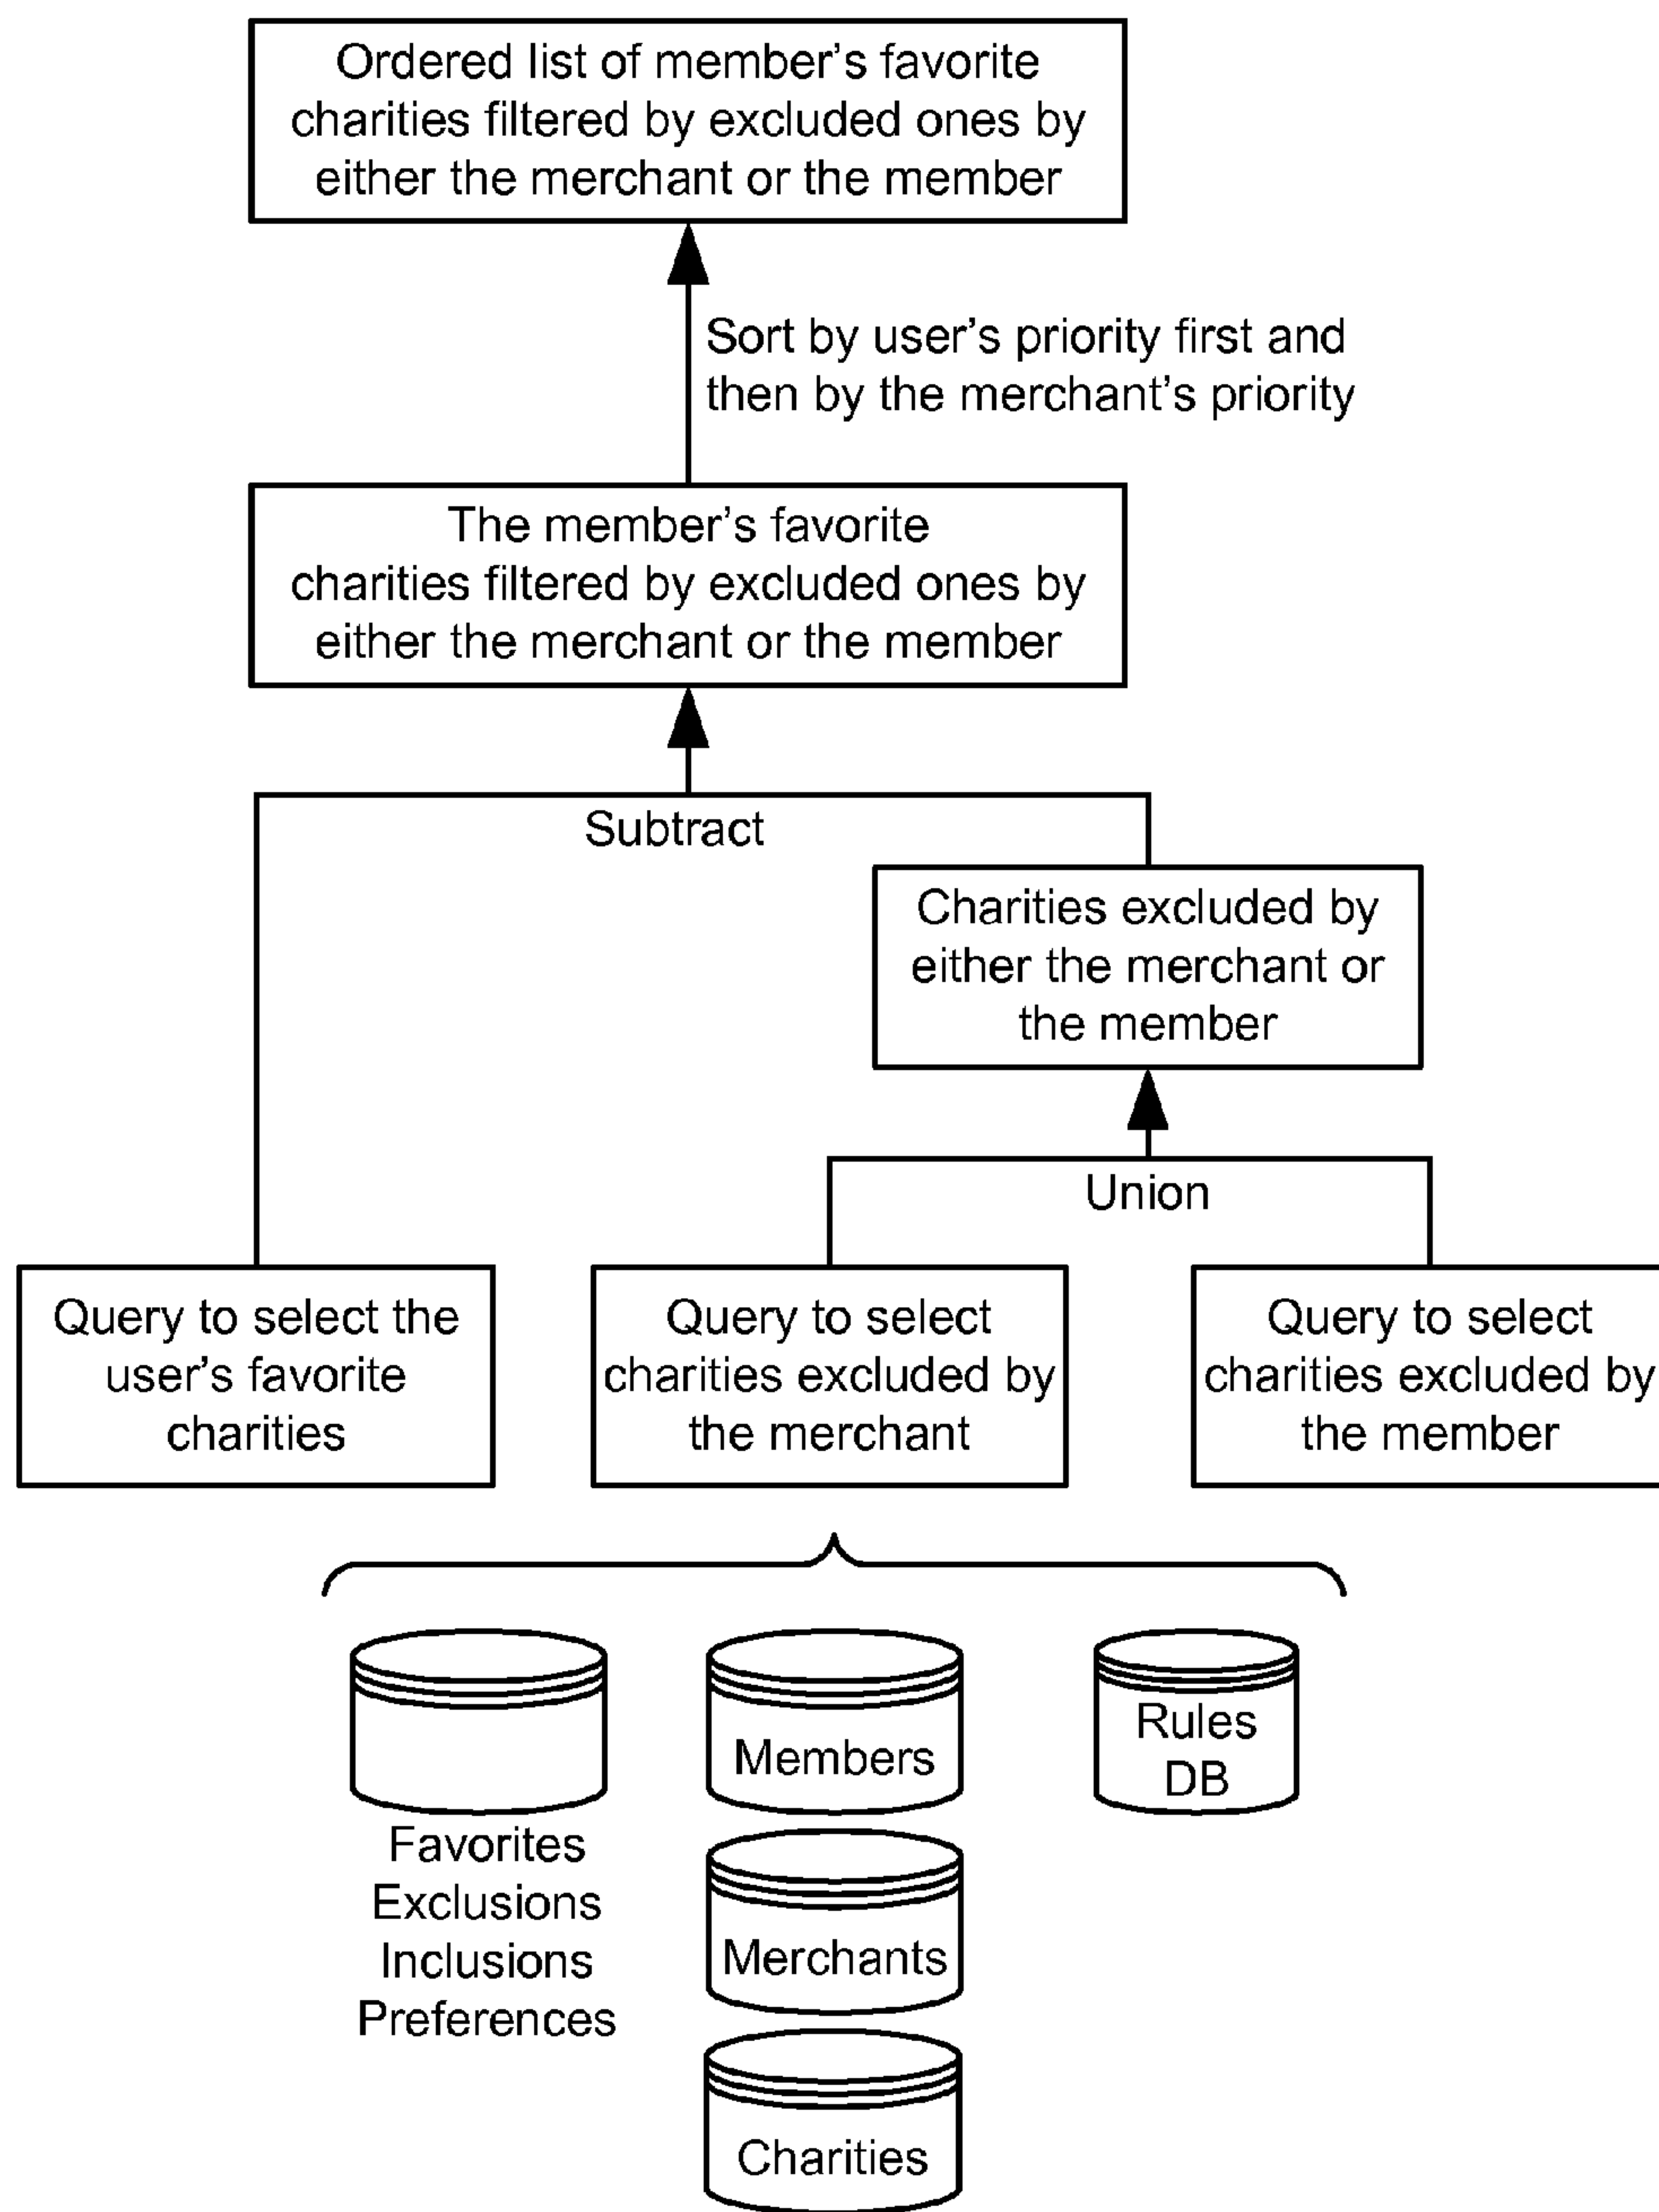 Ordered list of member's favorite
charities filtered by excluded ones by
either the merchant or the member
Sort by user's priority first and
then by the merchant's priority
The member's favorite
charities filtered by excluded ones by
either the merchant or the member
Subtract
Charities excluded by
either the merchant or
the member
Union
Query to select the
user's favorite
charities
Query to select
charities excluded by
the merchant
Query to select
charities excluded by
the member
Favorites
Exclusions
Inclusions
Preferences
Members
Merchants
Charities
Rules
DB